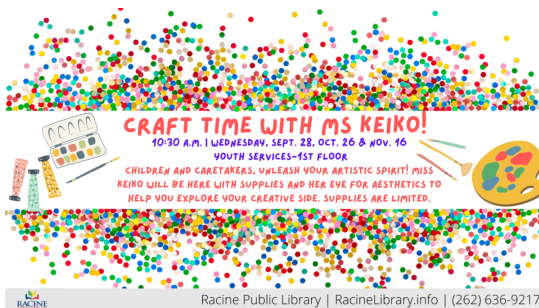 CRAFT TIME WITH MS KEIKO!
10:30 A.M. | WEDNESDAY, SEPT. 28, OCT. 26 & NOV. 16
YOUTH SERVICES-1ST FLOOR
CHILDREN AND CARETAKERS, UNLEASH YOUR ARTISTIC SPIRIT! MISS
KEIKO WILL BE HERE WITH SUPPLIES AND HER EYE FOR AESTHETICS TO
HELP YOU EXPLORE YOUR CREATIVE SIDE. SUPPLIES ARE LIMITED.
RACINE
Racine Public Library | RacineLibrary.info | (262) 636-9217